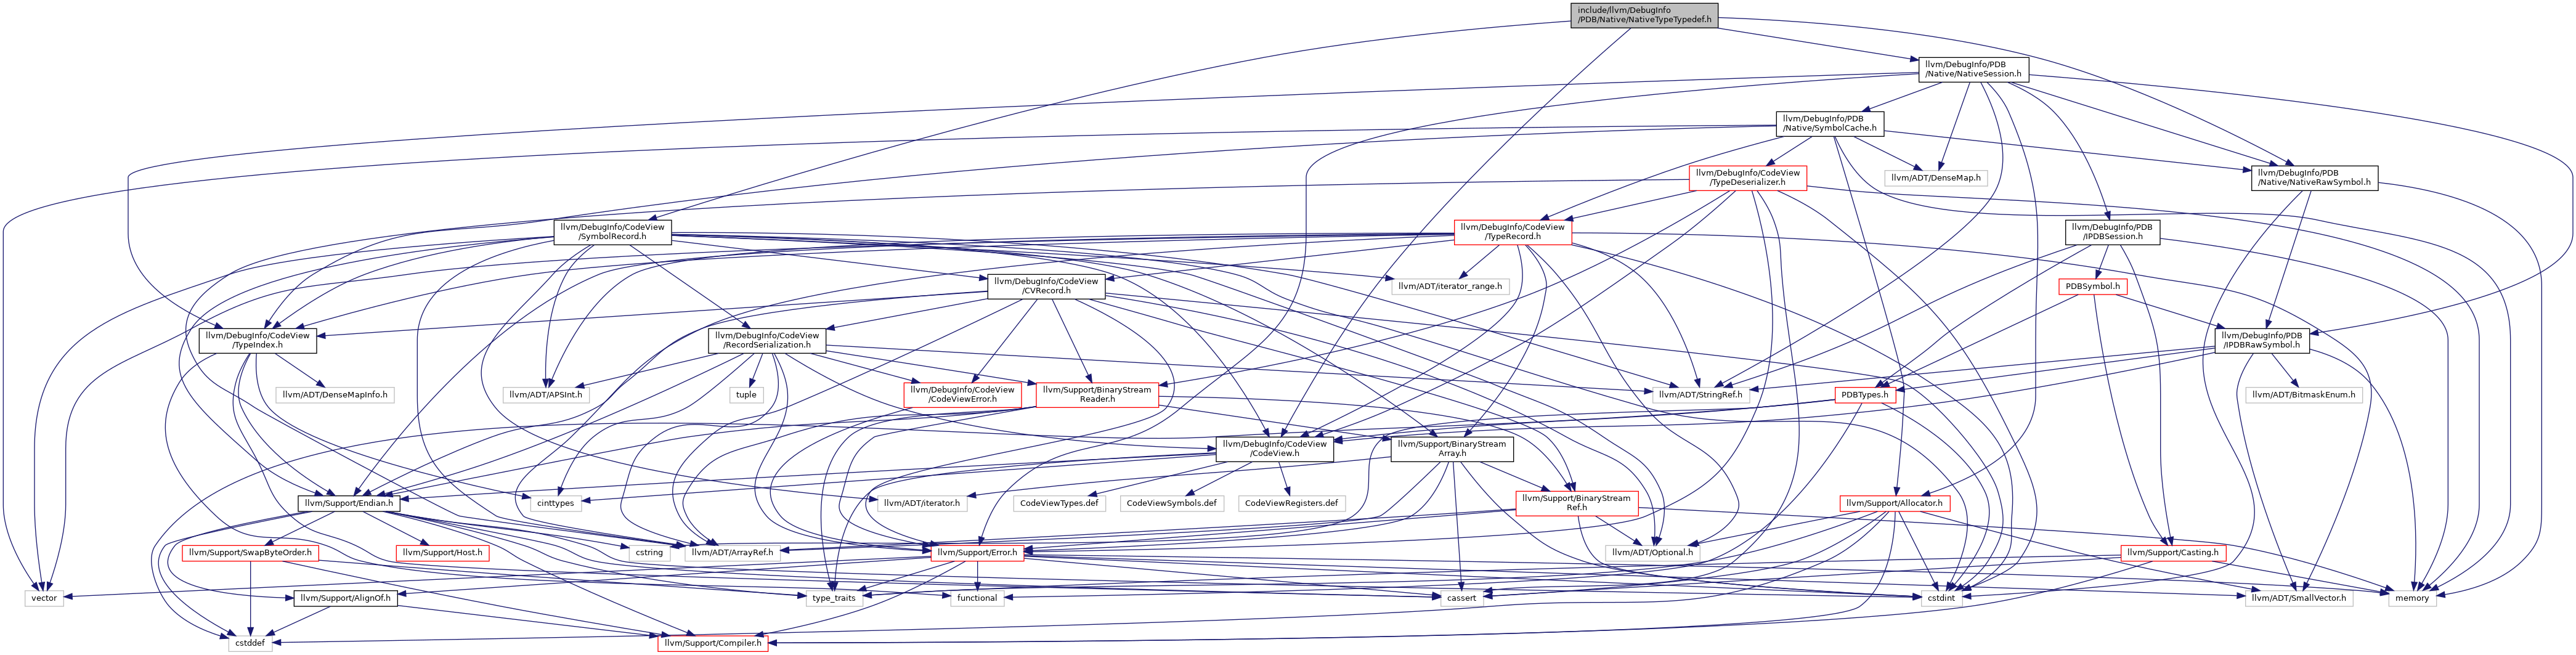 include/llvm/DebugInfo
/PDB/Native/NativeTypeTypedef.h
llvm/DebugInfo/PDB
/Native/NativeSession.h
llvm/DebugInfo/PDB
/Native/SymbolCache.h
llvm/DebugInfo/CodeView
/TypeDeserializer.h
llvm/ADT/DenseMap.h
llvm/DebugInfo/PDB
/Native/NativeRawSymbol.h
llvm/DebugInfo/CodeView
/SymbolRecord.h
llvm/DebugInfo/CodeView
/TypeRecord.h
llvm/DebugInfo/PDB
/IPDBSession.h
llvm/DebugInfo/CodeView
/CVRecord.h
llvm/ADT/iterator_range.h
PDBSymbol.h
llvm/DebugInfo/CodeView
/TypeIndex.h
llvm/DebugInfo/CodeView
/RecordSerialization.h
llvm/DebugInfo/PDB
/IPDBRawSymbol.h
llvm/ADT/DenseMapInfo.h
llvm/ADT/APSInt.h
tuple
llvm/DebugInfo/CodeView
/CodeViewError.h
llvm/Support/BinaryStream
Reader.h
llvm/ADT/StringRef.h
PDBTypes.h
llvm/ADT/BitmaskEnum.h
llvm/DebugInfo/CodeView
/CodeView.h
llvm/Support/BinaryStream
Array.h
llvm/Support/Endian.h
cinttypes
llvm/ADT/iterator.h
CodeViewTypes.def
CodeViewSymbols.def
CodeViewRegisters.def
llvm/Support/BinaryStream
Ref.h
llvm/Support/Allocator.h
llvm/Support/SwapByteOrder.h
llvm/Support/Host.h
cstring
llvm/ADT/ArrayRef.h
llvm/Support/Error.h
llvm/ADT/Optional.h
llvm/Support/Casting.h
vector
llvm/Support/AlignOf.h
type_traits
functional
cassert
cstdint
llvm/ADT/SmallVector.h
memory
cstddef
llvm/Support/Compiler.h